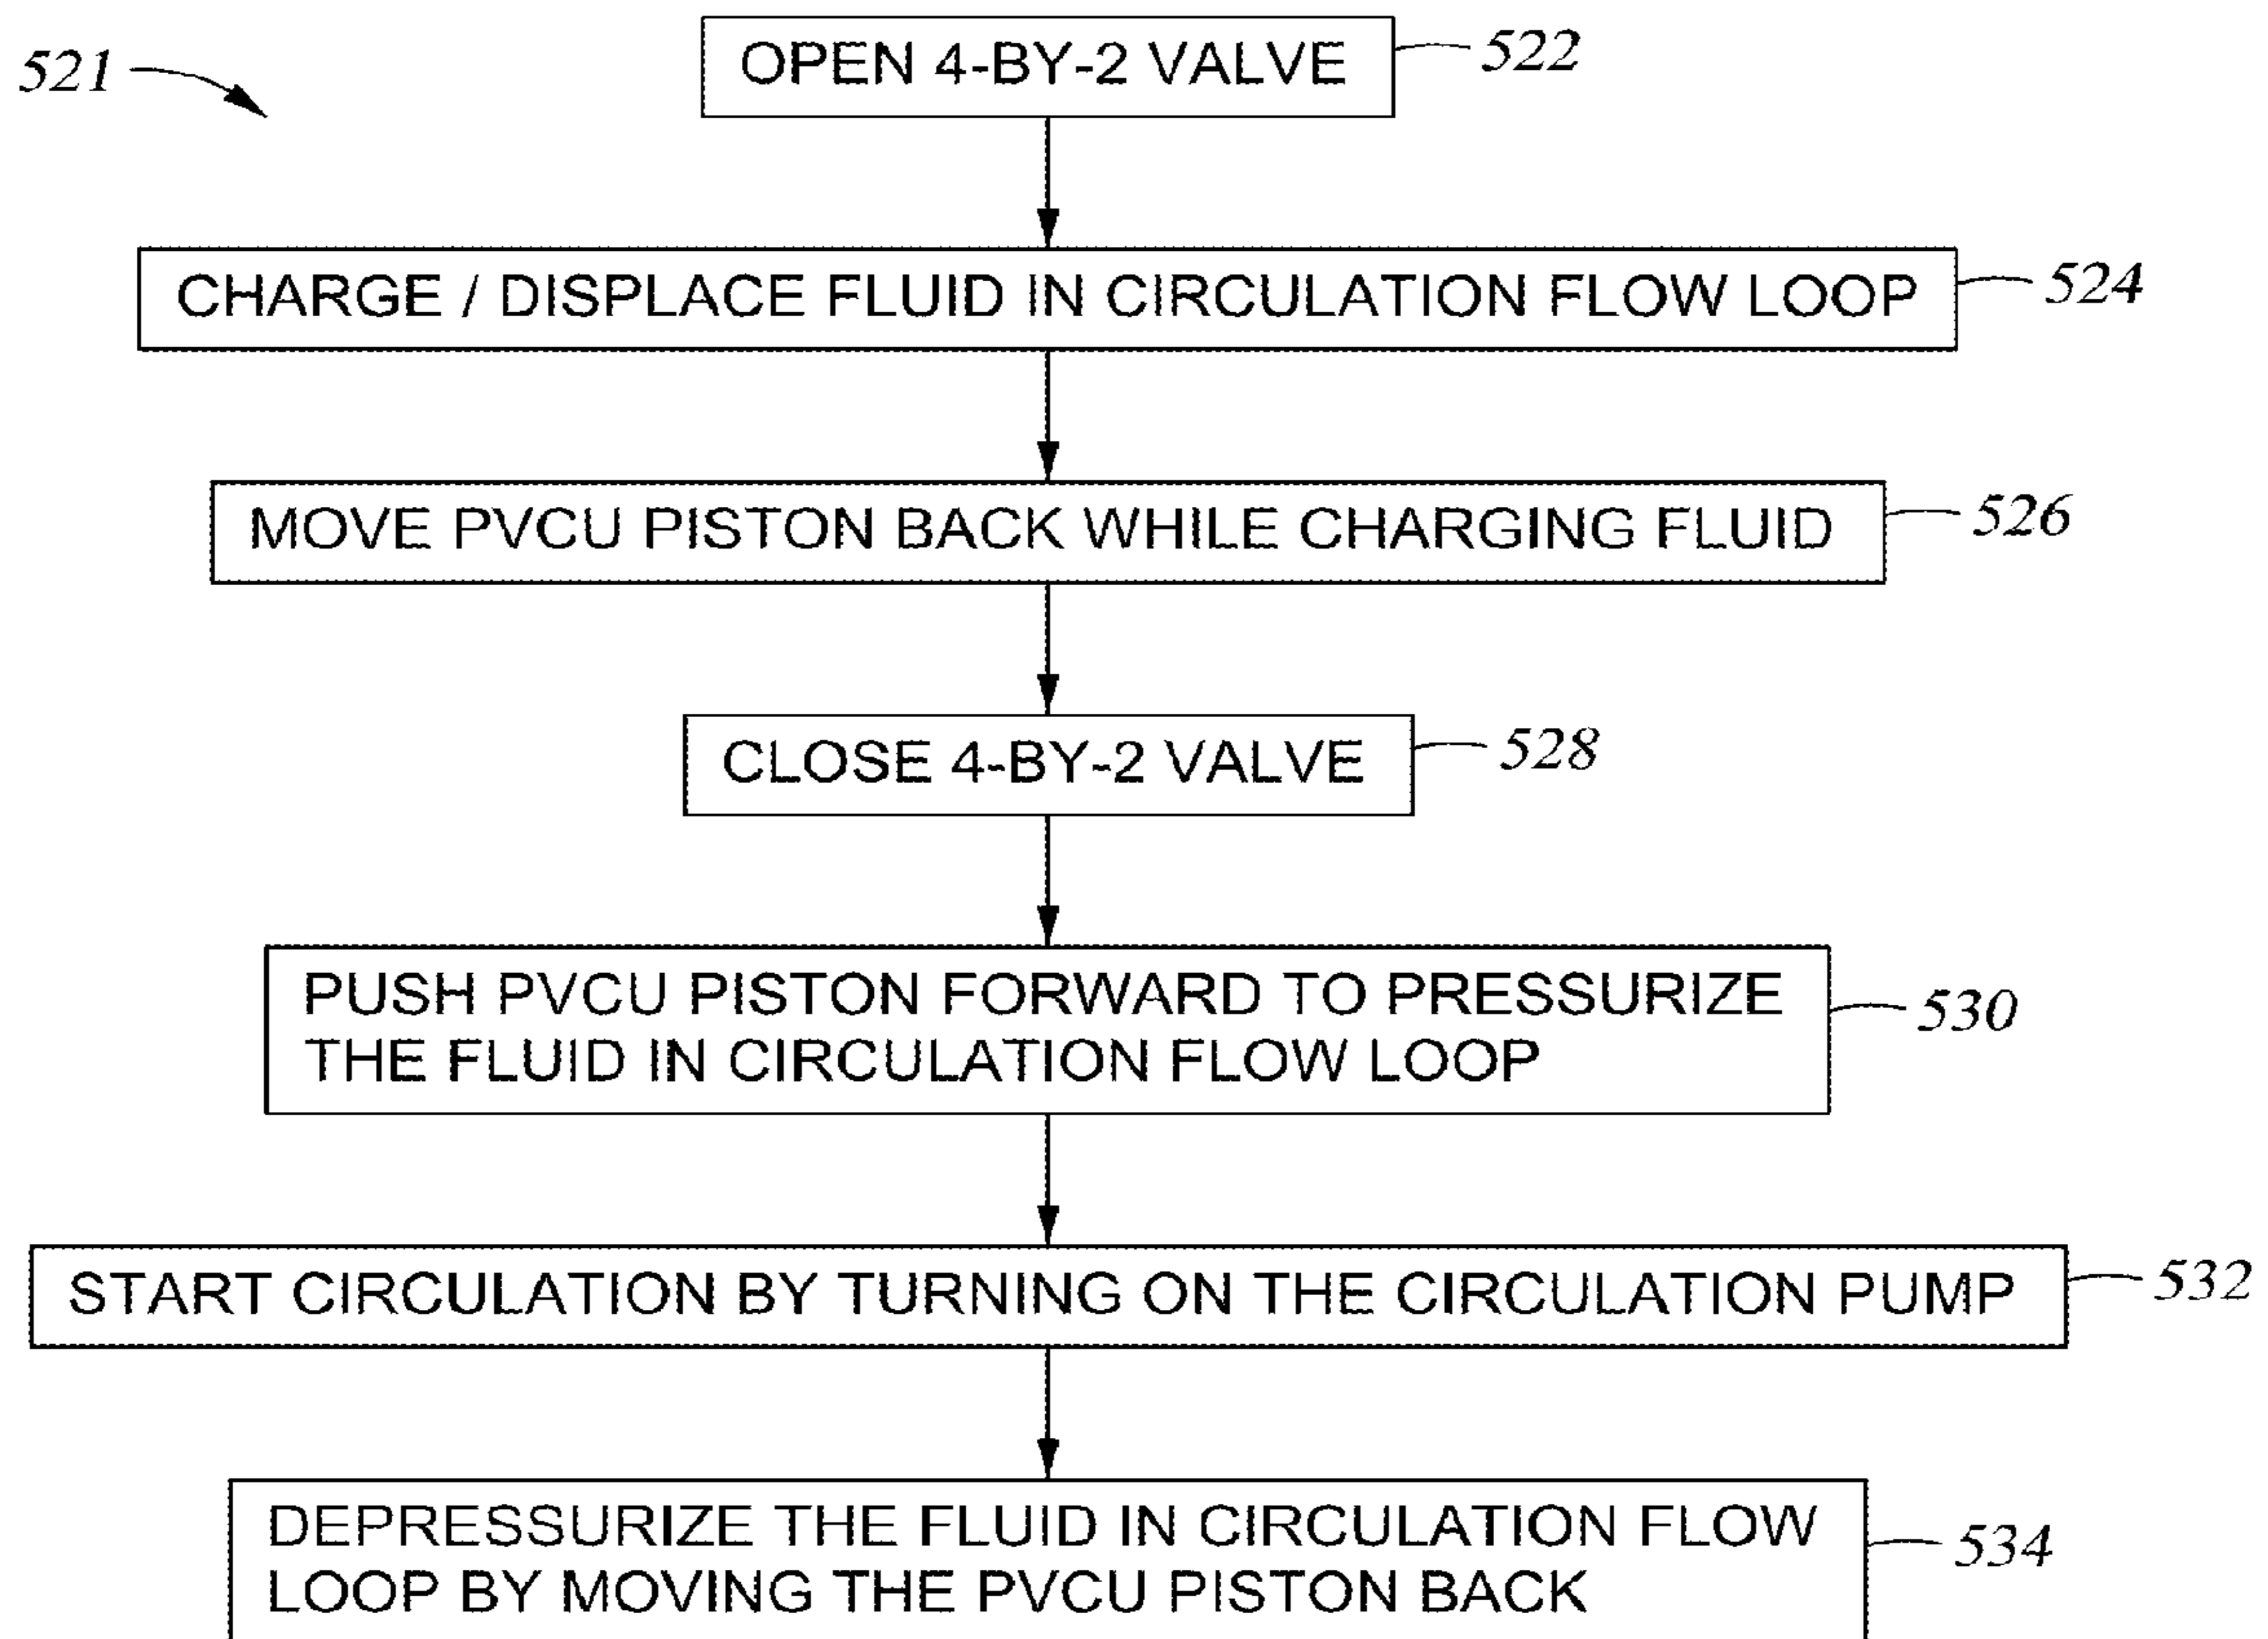 521
OPEN 4-BY-2 VALVE
522
CHARGE / DISPLACE FLUID IN CIRCULATION FLOW LOOP
524
MOVE PVCU PISTON BACK WHILE CHARGING FLUID
526
CLOSE 4-BY-2 VALVE
528
PUSH PVCU PISTON FORWARD TO PRESSURIZE
THE FLUID IN CIRCULATION FLOW LOOP
530
START CIRCULATION BY TURNING ON THE CIRCULATION PUMP
532
DEPRESSURIZE THE FLUID IN CIRCULATION FLOW
LOOP BY MOVING THE PVCU PISTON BACK
534